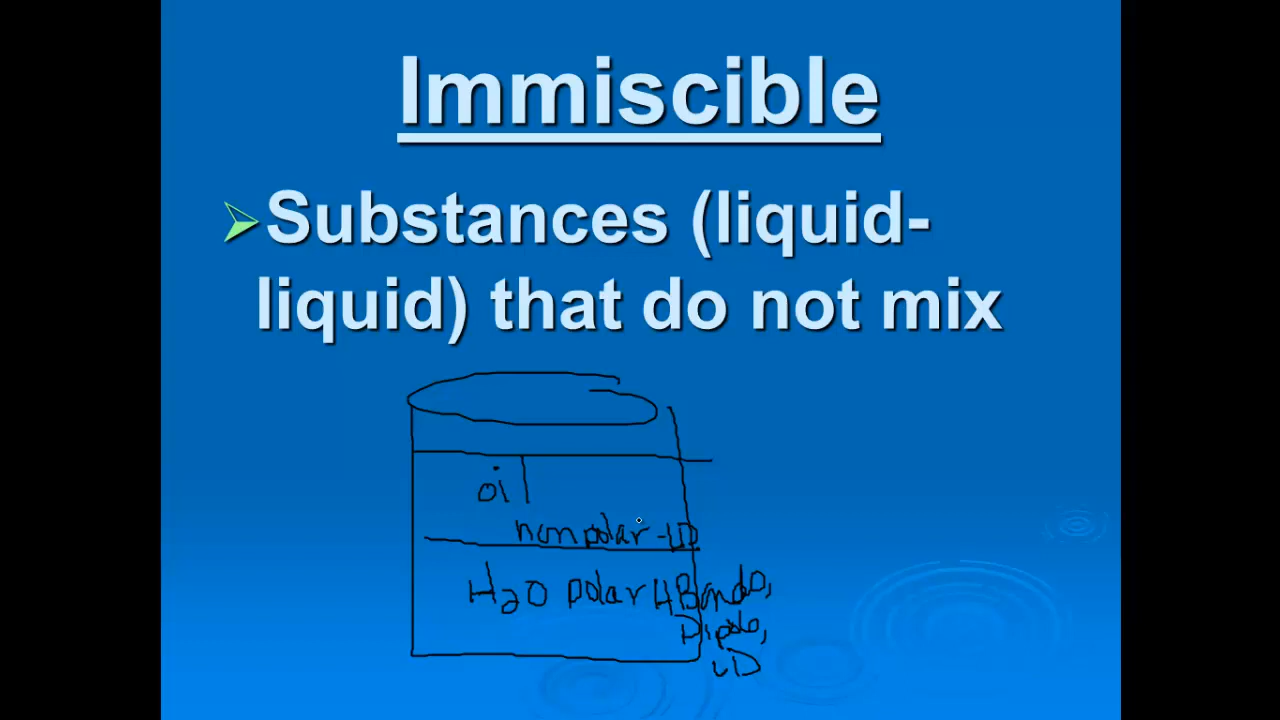 Immiscible
Substances (liquid-
liquid) that do not mix
oil
nonpolar - LD
H2O polar H Bonds,
Dipole,
LD